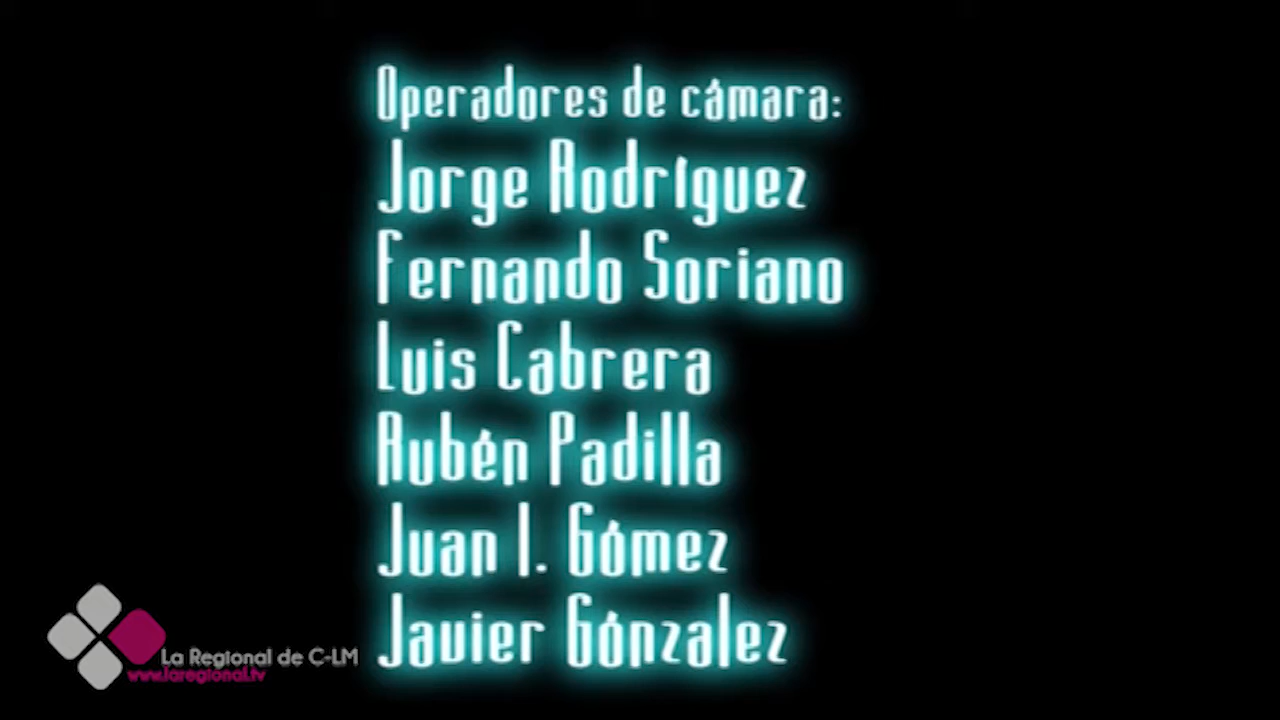 Operadores de cámara:
Jorge Rodríguez
Fernando Soriano
Luis Cabrera
Rubén Padilla
Juan I. Gómez
Javier Gónzalez
La Regional de C-LM
www.laregional.tv